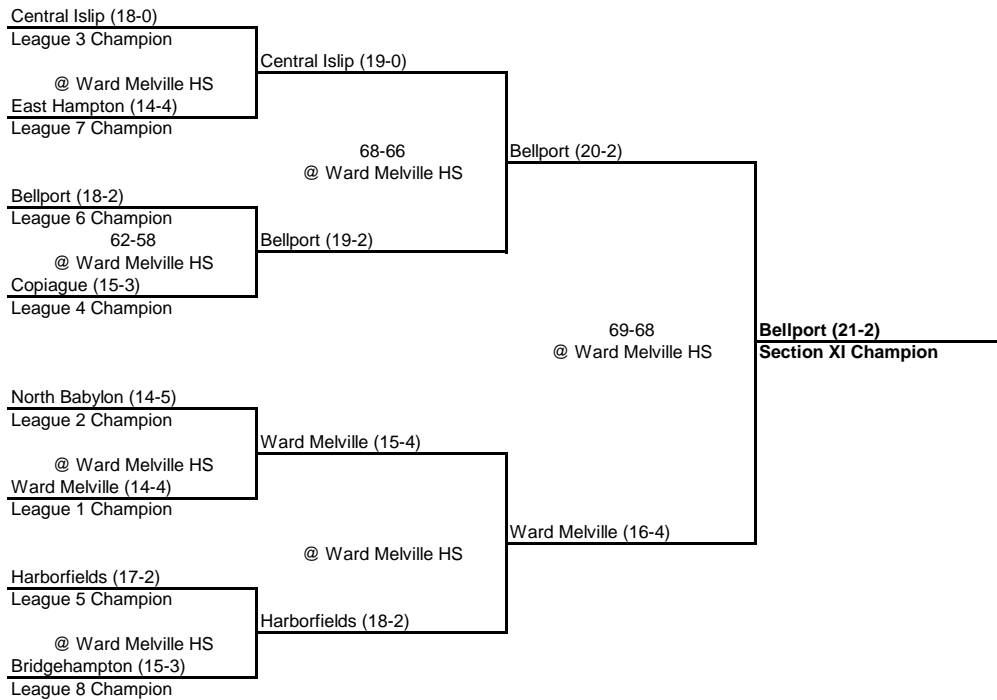 Central Islip (18-0)
League 3 Champion
Central Islip (19-0)
@ Ward Melville HS
East Hampton (14-4)
League 7 Champion
68-66
Bellport (20-2)
@ Ward Melville HS
Bellport (18-2)
League 6 Champion
62-58
Bellport (19-2)
@ Ward Melville HS
Copiague (15-3)
League 4 Champion
69-68
Bellport (21-2)
@ Ward Melville HS
Section XI Champion
North Babylon (14-5)
League 2 Champion
Ward Melville (15-4)
@ Ward Melville HS
Ward Melville (14-4)
League 1 Champion
Ward Melville (16-4)
@ Ward Melville HS
Harborfields (17-2)
League 5 Champion
Harborfields (18-2)
@ Ward Melville HS
Bridgehampton (15-3)
League 8 Champion